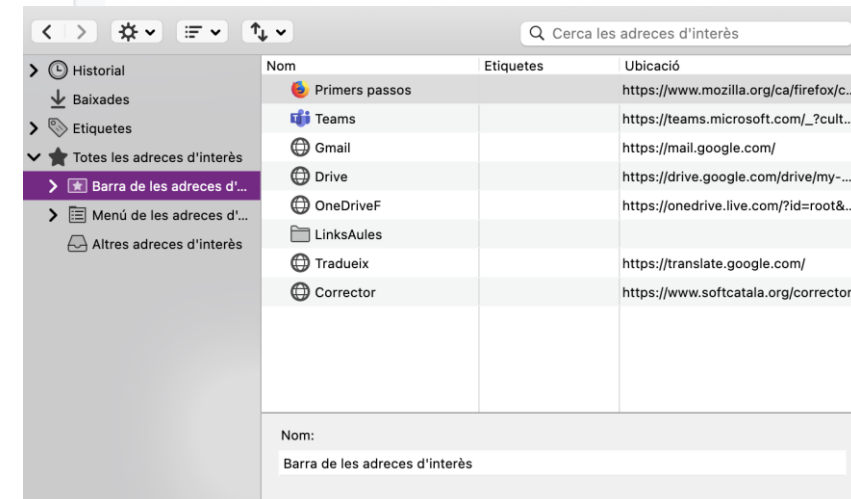 Cerca les adreces d'interès
Historial
Baixades
Etiquetes
Totes les adreces d'interès
Barra de les adreces d'...
Menú de les adreces d'...
Altres adreces d'interès
Nom Etiquetes Ubicació
Primers passos https://www.mozilla.org/ca/firefox/c...
Teams https://teams.microsoft.com/_?cult...
Gmail https://mail.google.com/
Drive https://drive.google.com/drive/my-...
OneDriveF https://onedrive.live.com/?id=root&...
LinksAules
Tradueix https://translate.google.com/
Corrector https://www.softcatala.org/corrector
Nom:
Barra de les adreces d'interès